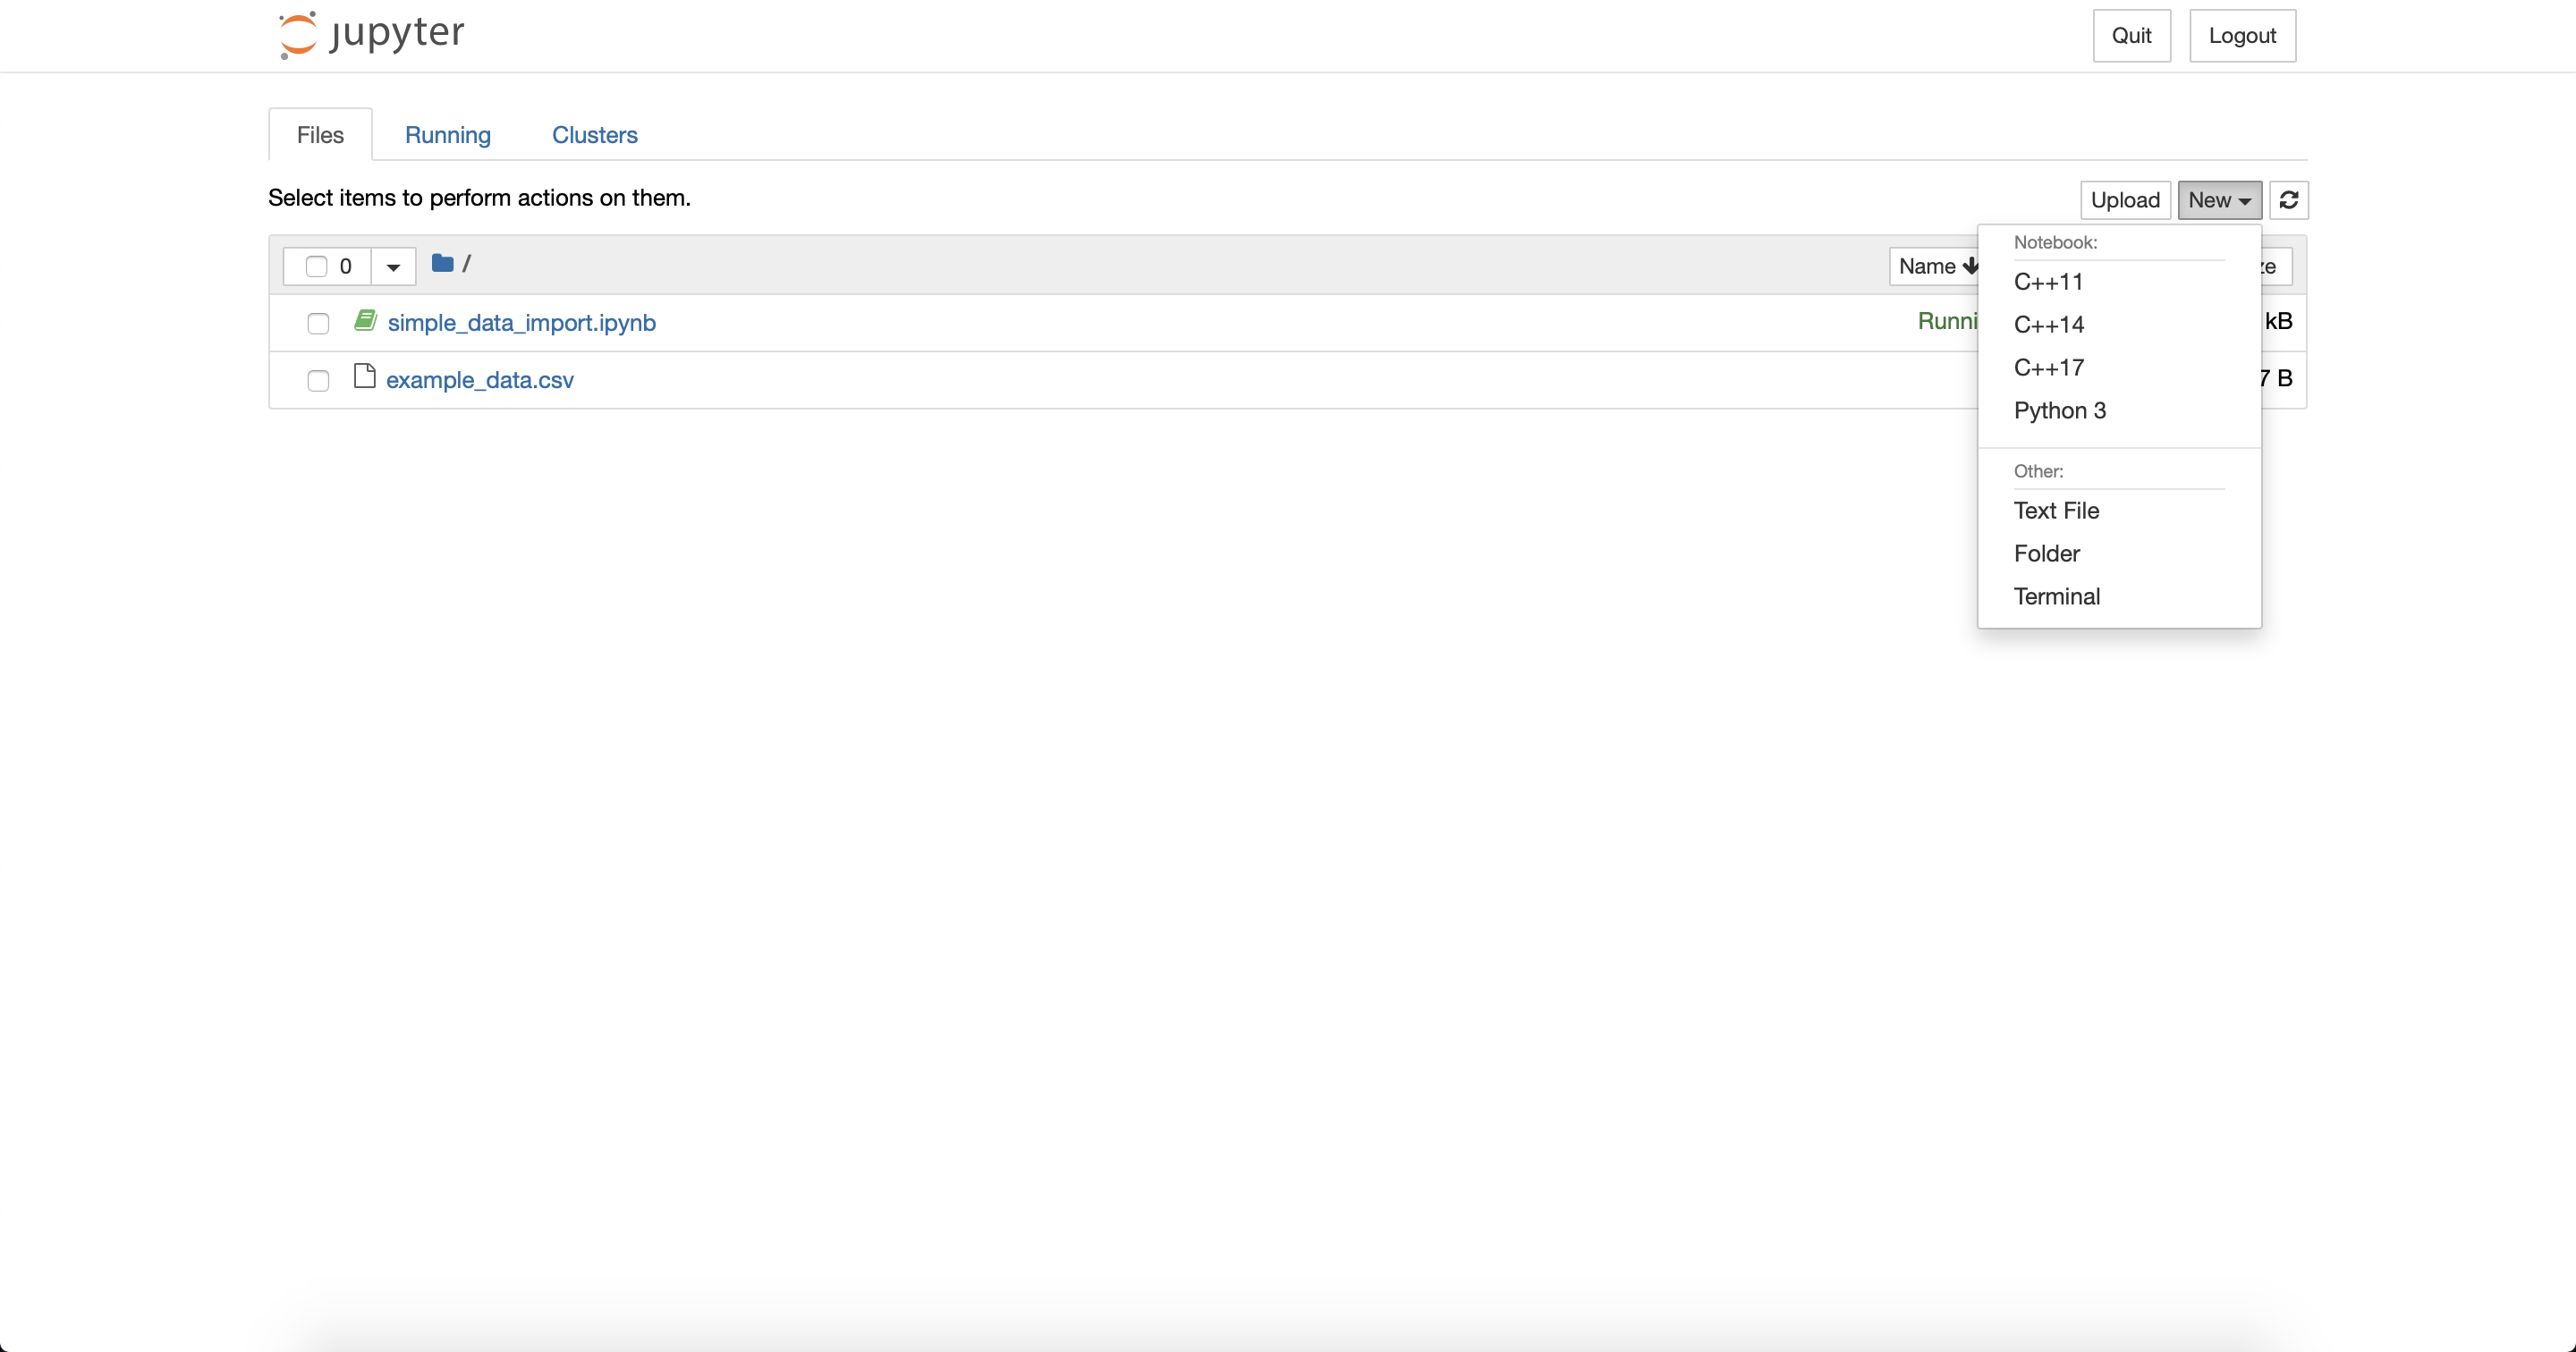 jupyter
Quit Logout
Files Running Clusters
Select items to perform actions on them.
Upload New
0 / Name
Notebook:
C++11
simple_data_import.ipynb kB
C++14
C++17
example_data.csv 7 B
Python 3
Other:
Text File
Folder
Terminal